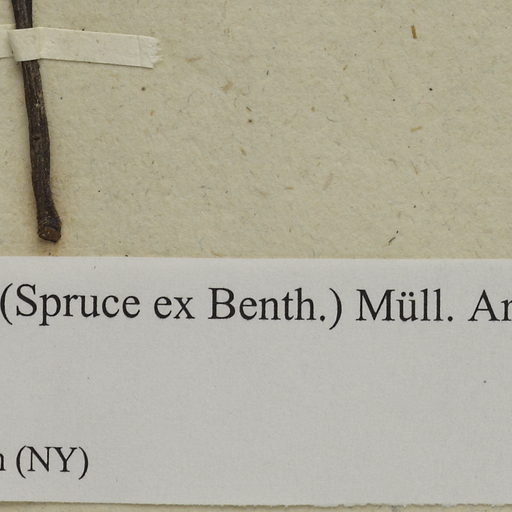 (Spruce ex Benth.) Müll. Ar
(NY)